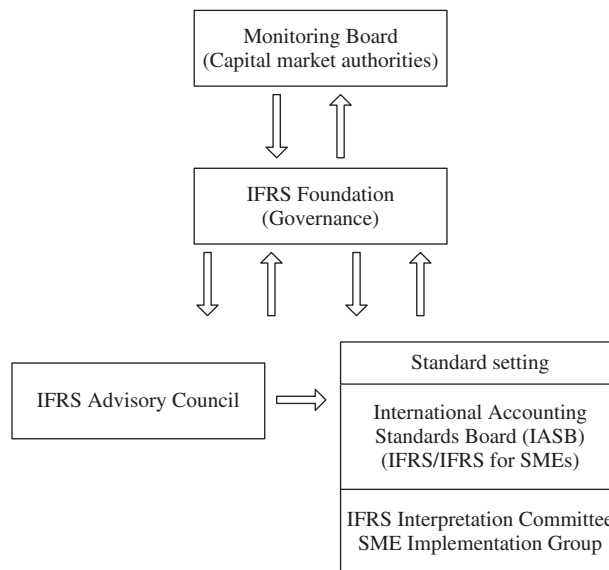 Monitoring Board
(Capital market authorities)
IFRS Foundation
(Governance)
IFRS Advisory Council
Standard setting
International Accounting
Standards Board (IASB)
(IFRS/IFRS for SMEs)
IFRS Interpretation Committee
SME Implementation Group